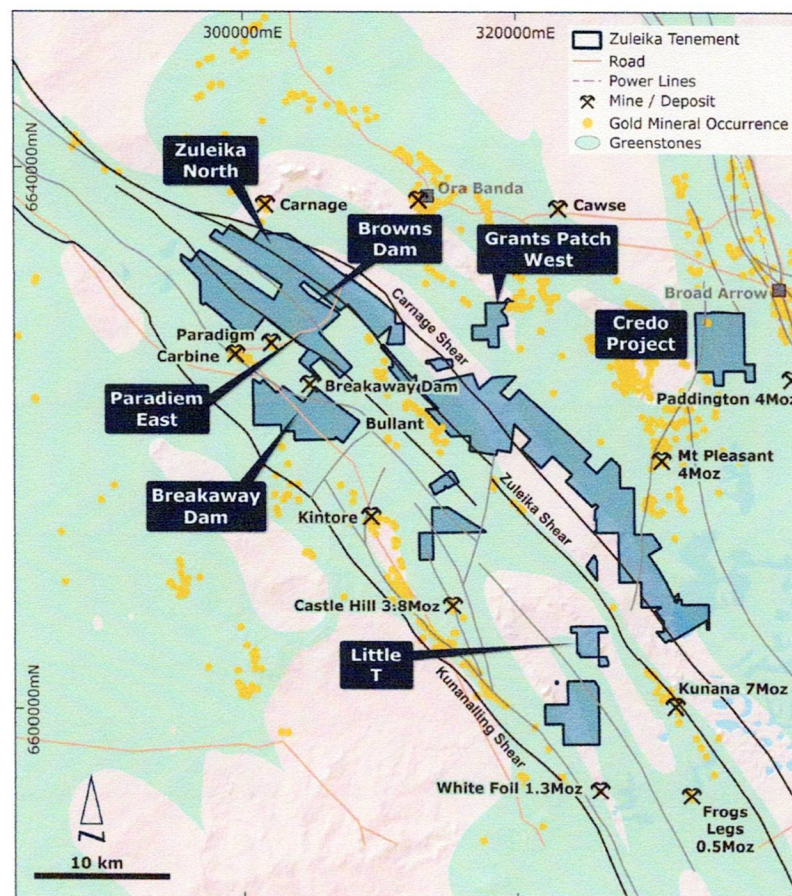 300000mE
320000mE
Zuleika Tenement
Road
Power Lines
Mine / Deposit
Gold Mineral Occurrence
Greenstones
6640000mN
Zuleika
North
Carnage
Ora Banda
Cawse
Browns
Dam
Grants Patch
West
Carnage Shear
Broad Arrow
Credo
Project
Paradigm
Carbine
Paradiem
East
Breakaway Dam
Paddington 4Moz
Bullant
Mt Pleasant
4Moz
Breakaway
Dam
Kintore
Zuleika Shear
Castle Hill 3.8Moz
Little
T
Kunanalling Shear
Kunana 7Moz
6600000mN
White Foil 1.3Moz
Frogs
Legs
0.5Moz
N
10 km